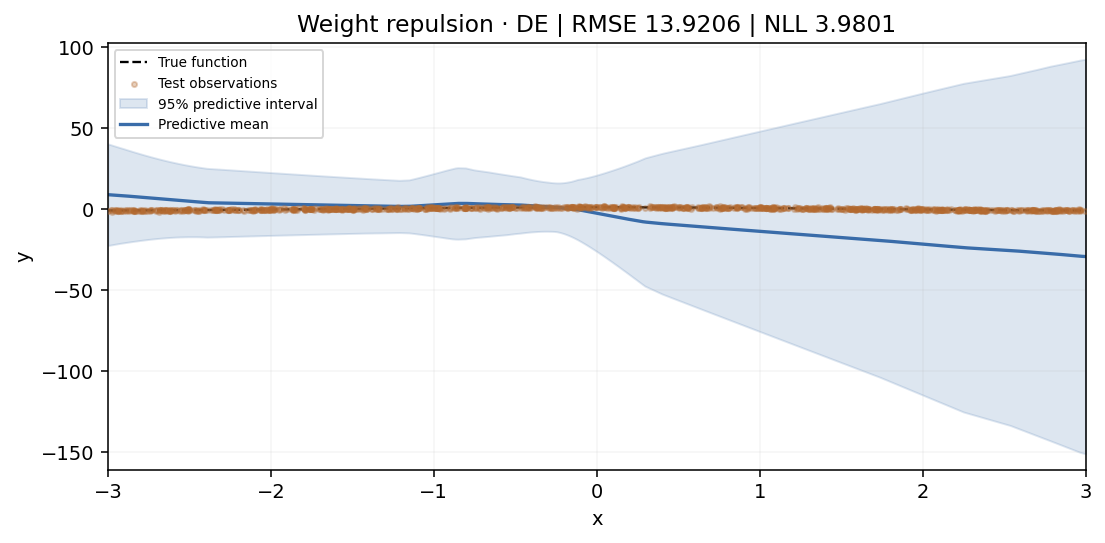 Weight repulsion · DE | RMSE 13.9206 | NLL 3.9801
True function
Test observations
95% predictive interval
Predictive mean
100
50
0
−50
−100
−150
y
−3
−2
−1
0
1
2
3
x